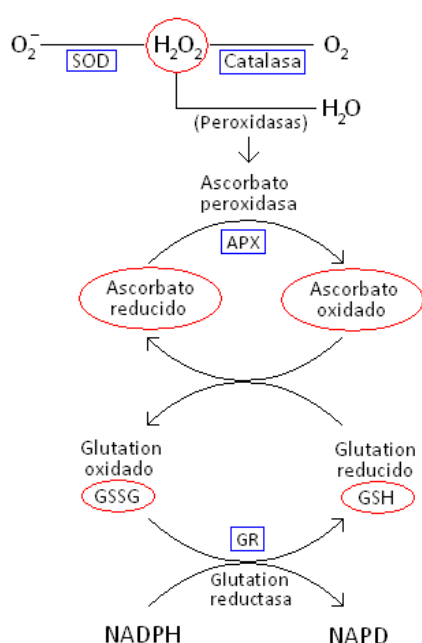 O₂⁻ H₂O₂ O₂
SOD Catalasa
H₂O
(Peroxidasas)
Ascorbato
peroxidasa
APX
Ascorbato Ascorbato
reducido oxidado
Glutation Glutation
oxidado reducido
GSSG GSH
GR
Glutation
reductasa
NADPH NAPD